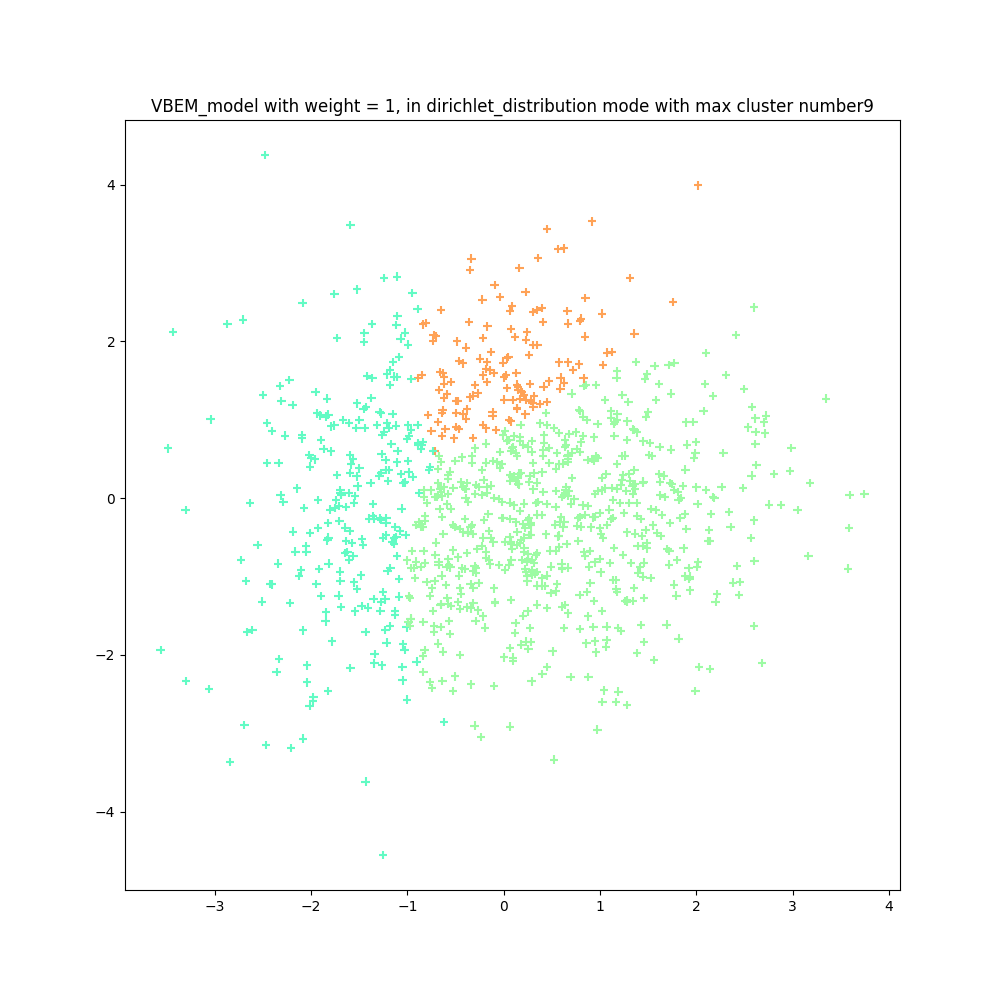 VBEM_model with weight = 1, in dirichlet_distribution mode with max cluster number9
4
2
0
−2
−4
−3 −2 −1 0 1 2 3 4